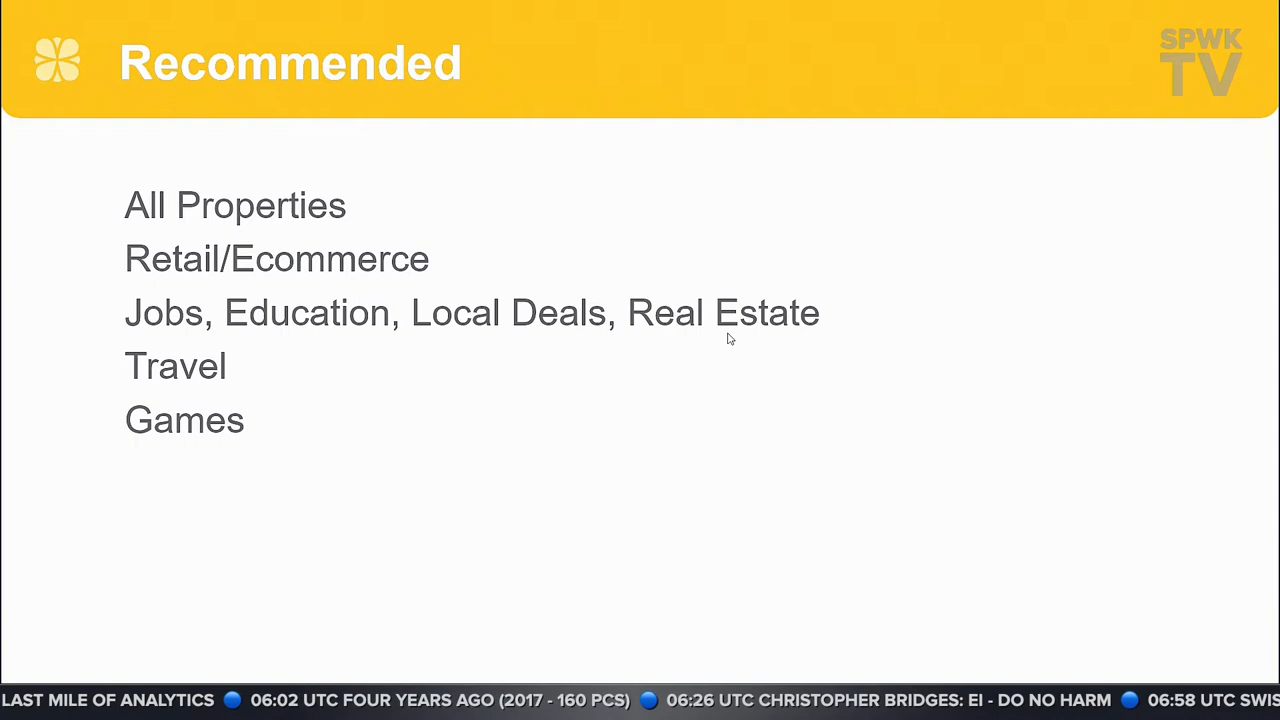 Recommended
SPWK
TV
All Properties
Retail/Ecommerce
Jobs, Education, Local Deals, Real Estate
Travel
Games
LAST MILE OF ANALYTICS 06:02 UTC FOUR YEARS AGO (2017 - 160 PCS) 06:26 UTC CHRISTOPHER BRIDGES: EI - DO NO HARM 06:58 UTC SWIS